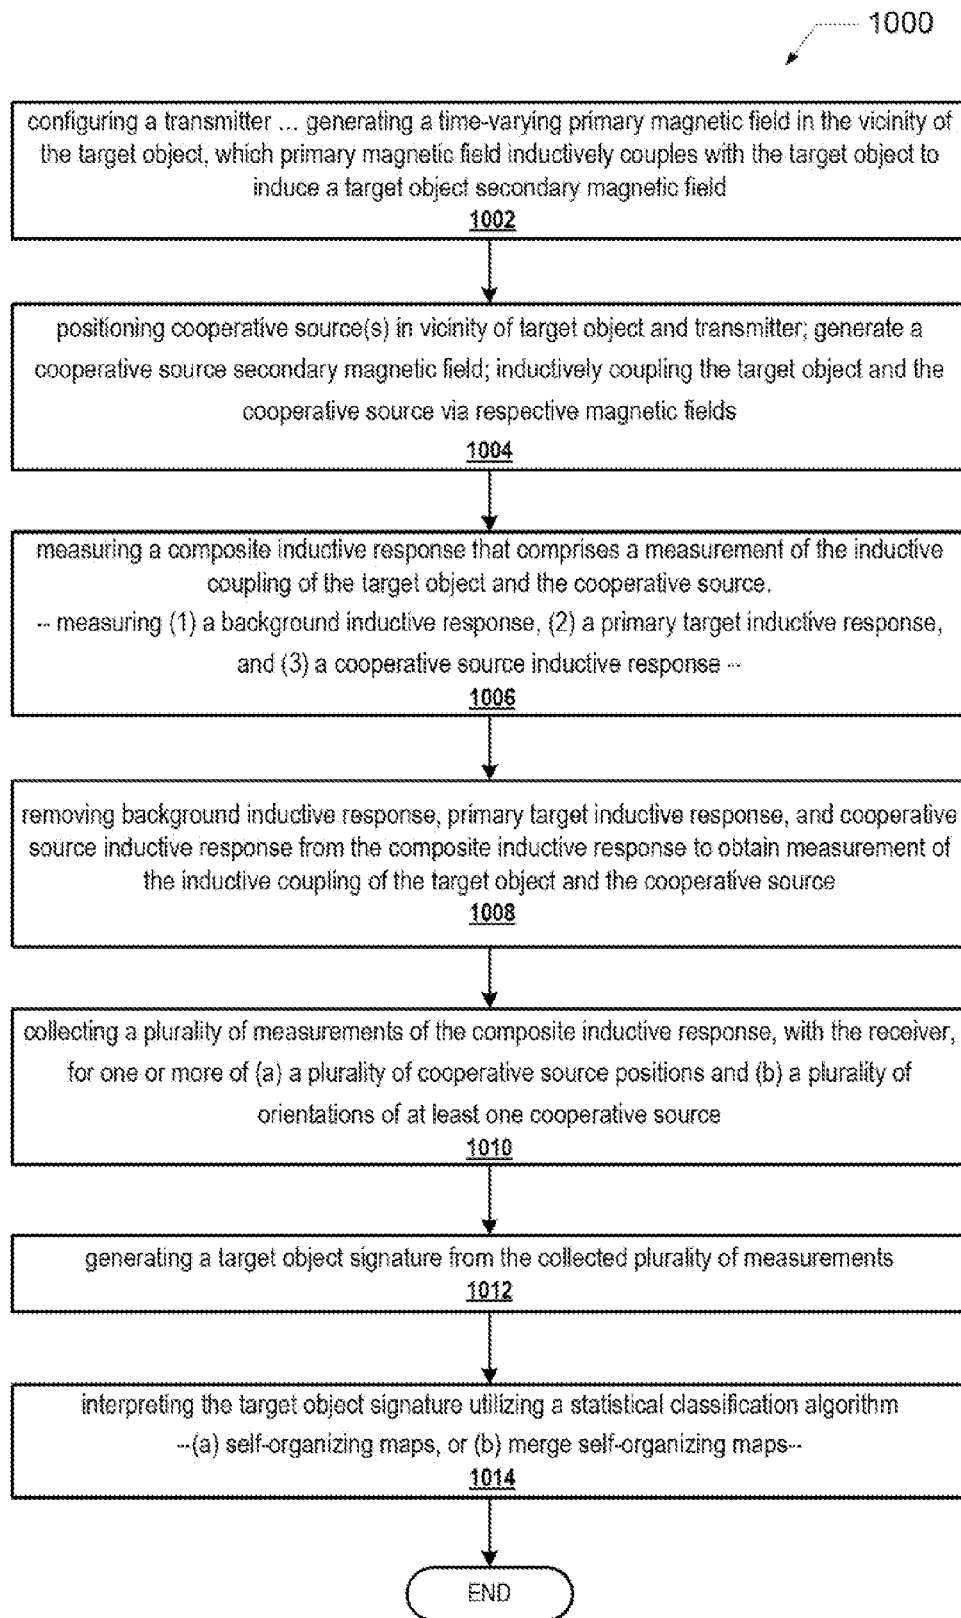 1000
configuring a transmitter ... generating a time-varying primary magnetic field in the vicinity of
the target object, which primary magnetic field inductively couples with the target object to
induce a target object secondary magnetic field
1002
positioning cooperative source(s) in vicinity of target object and transmitter; generate a
cooperative source secondary magnetic field; inductively coupling the target object and the
cooperative source via respective magnetic fields
1004
measuring a composite inductive response that comprises a measurement of the inductive
coupling of the target object and the cooperative source.
-- measuring (1) a background inductive response, (2) a primary target inductive response,
and (3) a cooperative source inductive response --
1006
removing background inductive response, primary target inductive response, and cooperative
source inductive response from the composite inductive response to obtain measurement of
the inductive coupling of the target object and the cooperative source
1008
collecting a plurality of measurements of the composite inductive response, with the receiver,
for one or more of (a) a plurality of cooperative source positions and (b) a plurality of
orientations of at least one cooperative source
1010
generating a target object signature from the collected plurality of measurements
1012
interpreting the target object signature utilizing a statistical classification algorithm
--(a) self-organizing maps, or (b) merge self-organizing maps--
1014
END